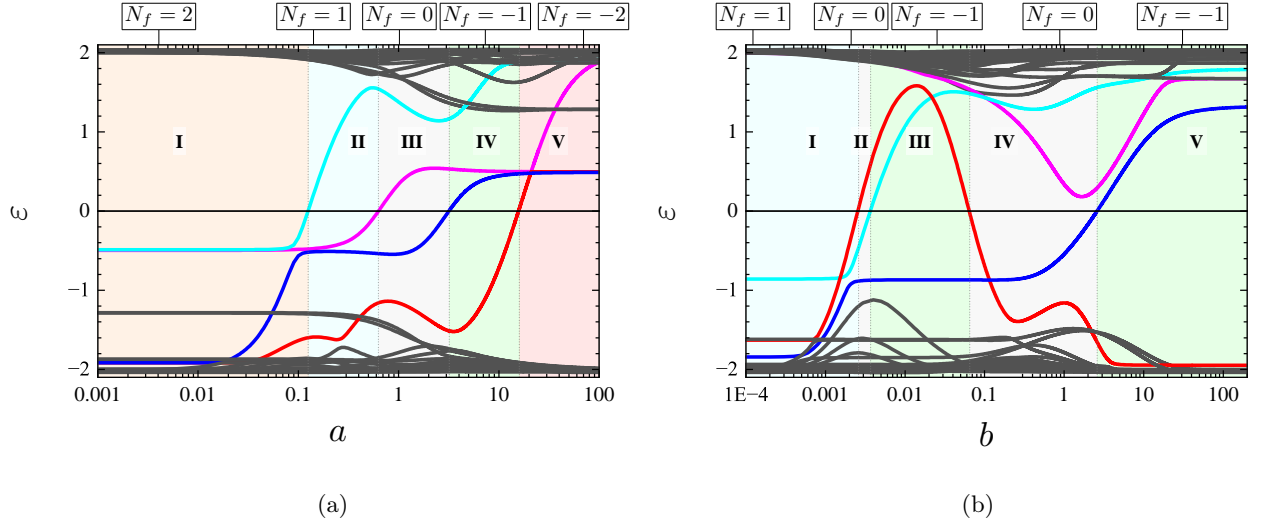 N_f = 2 N_f = 1 N_f = 0 N_f = −1 N_f = −2
2
1
0
−1
−2
ε
I II III IV V
0.001 0.01 0.1 1 10 100
a
(a)
N_f = 1 N_f = 0 N_f = −1 N_f = 0 N_f = −1
2
1
0
−1
−2
ε
I II III IV V
1E−4 0.001 0.01 0.1 1 10 100
b
(b)